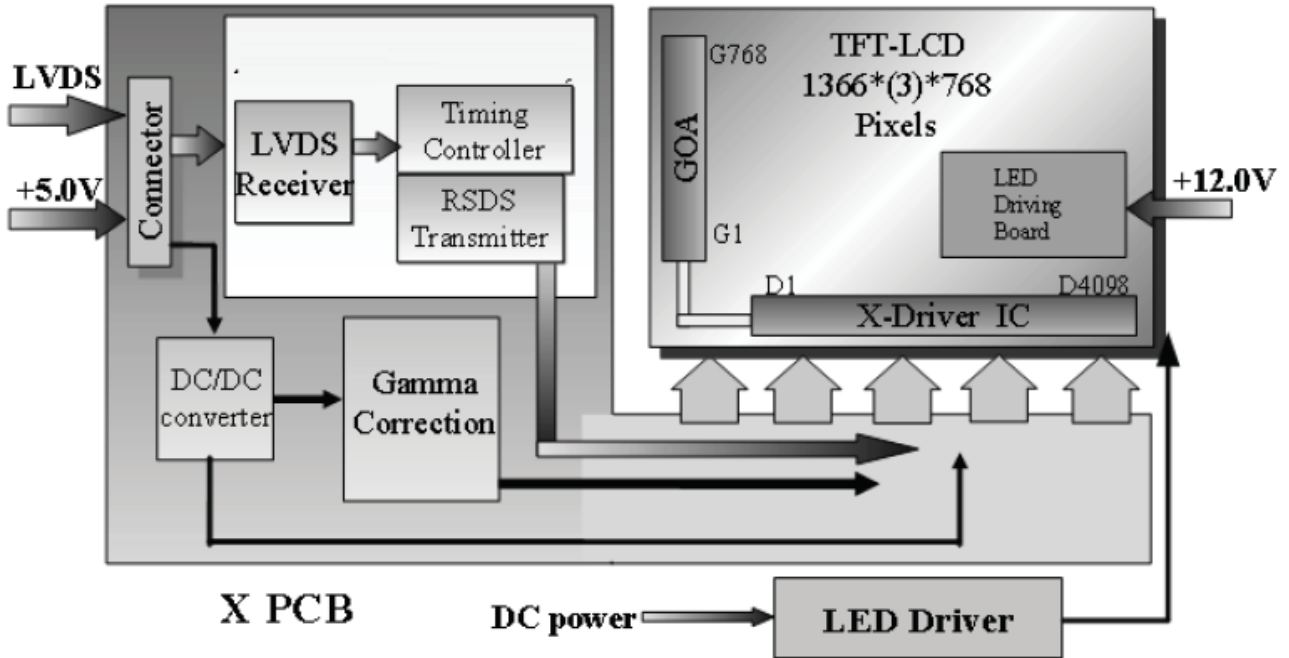 LVDS
+5.0V
Connector
LVDS
Receiver
Timing
Controller
RSDS
Transmitter
DC/DC
converter
Gamma
Correction
X PCB
TFT-LCD
1366*(3)*768
Pixels
G768
GOA
G1
LED
Driving
Board
+12.0V
D1
D4098
X-Driver IC
DC power
LED Driver